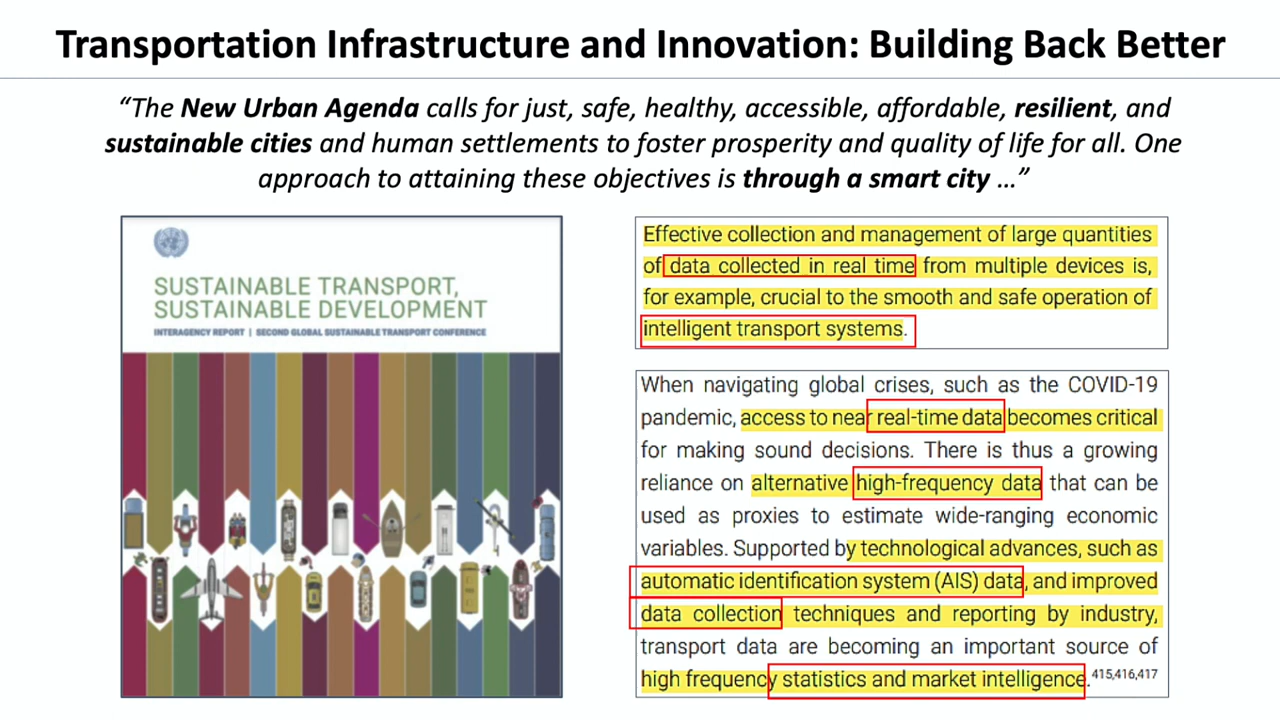 Transportation Infrastructure and Innovation: Building Back Better
“The New Urban Agenda calls for just, safe, healthy, accessible, affordable, resilient, and
sustainable cities and human settlements to foster prosperity and quality of life for all. One
approach to attaining these objectives is through a smart city …”
SUSTAINABLE TRANSPORT,
SUSTAINABLE DEVELOPMENT
INTERAGENCY REPORT | SECOND GLOBAL SUSTAINABLE TRANSPORT CONFERENCE
Effective collection and management of large quantities
of data collected in real time from multiple devices is,
for example, crucial to the smooth and safe operation of
intelligent transport systems.
When navigating global crises, such as the COVID-19
pandemic, access to near real-time data becomes critical
for making sound decisions. There is thus a growing
reliance on alternative high-frequency data that can be
used as proxies to estimate wide-ranging economic
variables. Supported by technological advances, such as
automatic identification system (AIS) data, and improved
data collection techniques and reporting by industry,
transport data are becoming an important source of
high frequency statistics and market intelligence.415,416,417